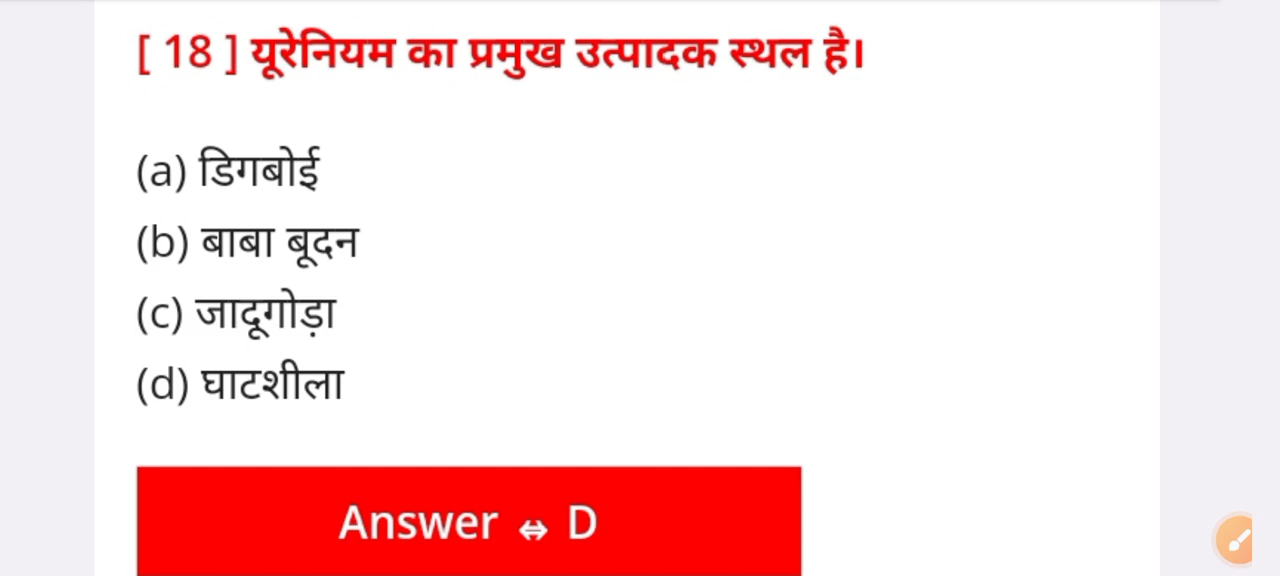 [ 18 ] यूरेनियम का प्रमुख उत्पादक स्थल है।
(a) डिगबोई
(b) बाबा बूदन
(c) जादूगोड़ा
(d) घाटशीला
Answer ⇔ D